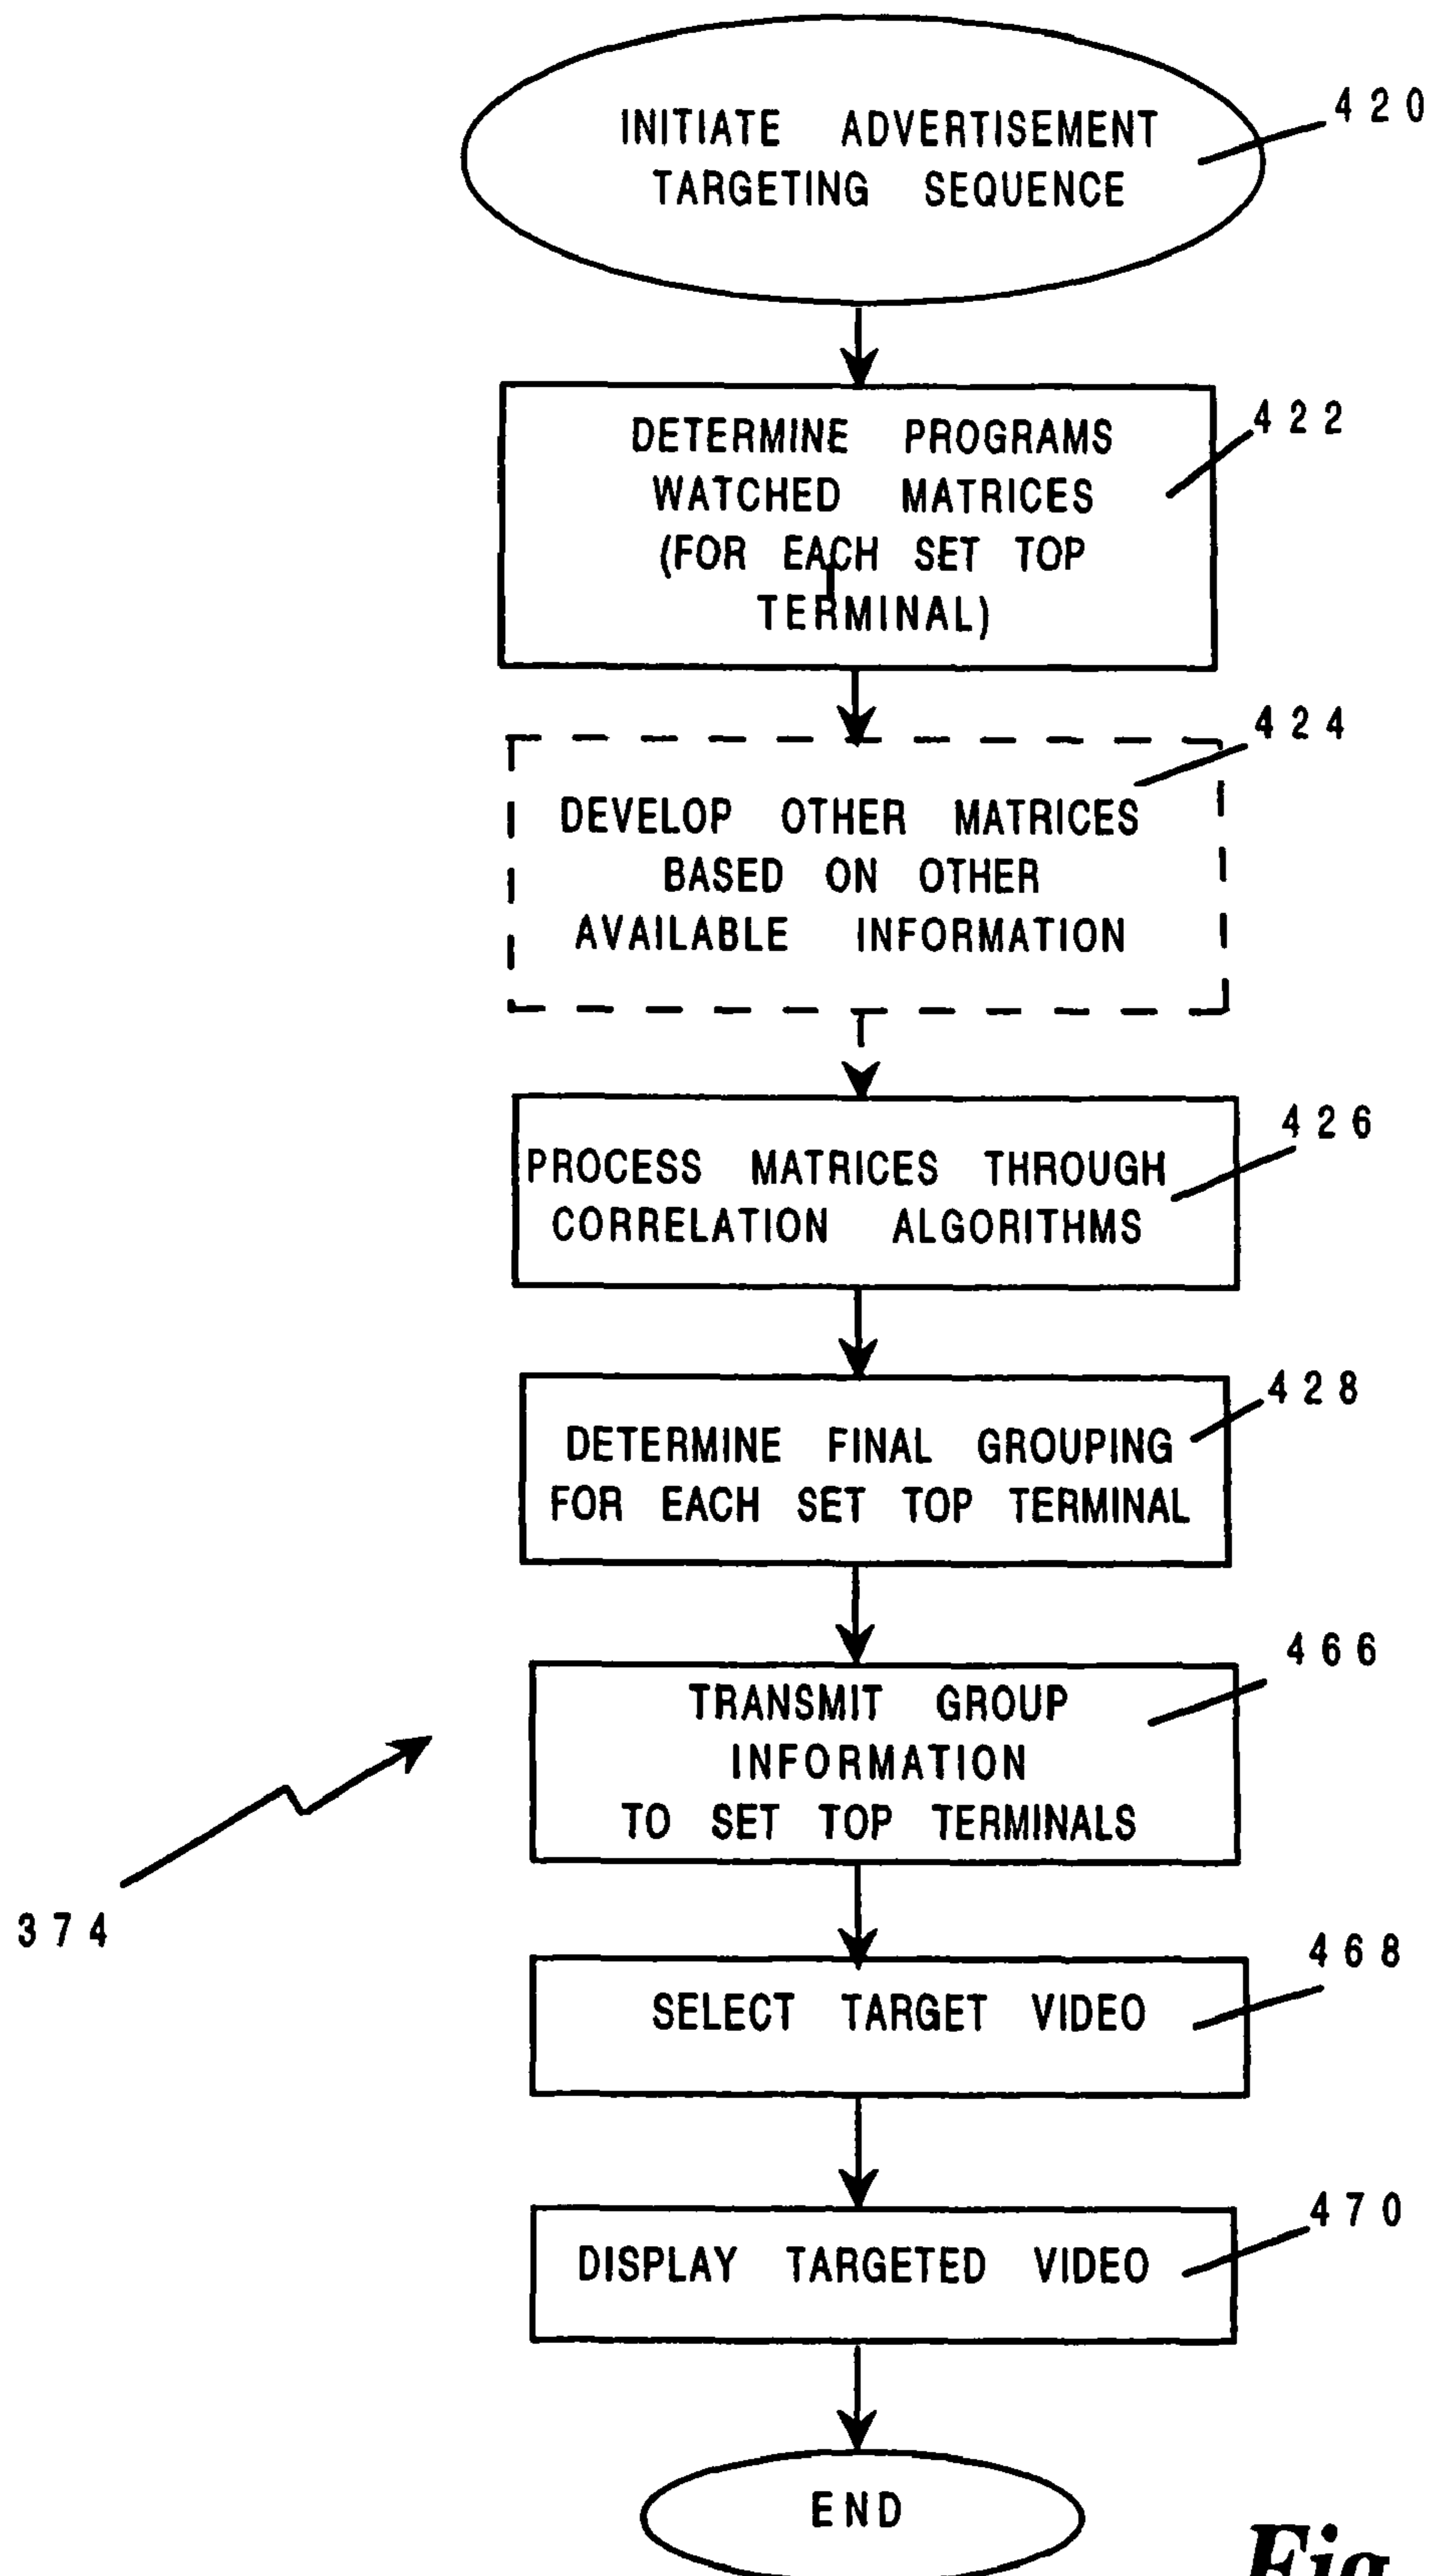 INITIATE ADVERTISEMENT
TARGETING SEQUENCE
420
DETERMINE PROGRAMS
WATCHED MATRICES
(FOR EACH SET TOP
TERMINAL)
422
DEVELOP OTHER MATRICES
BASED ON OTHER
AVAILABLE INFORMATION
424
PROCESS MATRICES THROUGH
CORRELATION ALGORITHMS
426
DETERMINE FINAL GROUPING
FOR EACH SET TOP TERMINAL
428
TRANSMIT GROUP
INFORMATION
TO SET TOP TERMINALS
466
374
SELECT TARGET VIDEO
468
DISPLAY TARGETED VIDEO
470
END
Fig